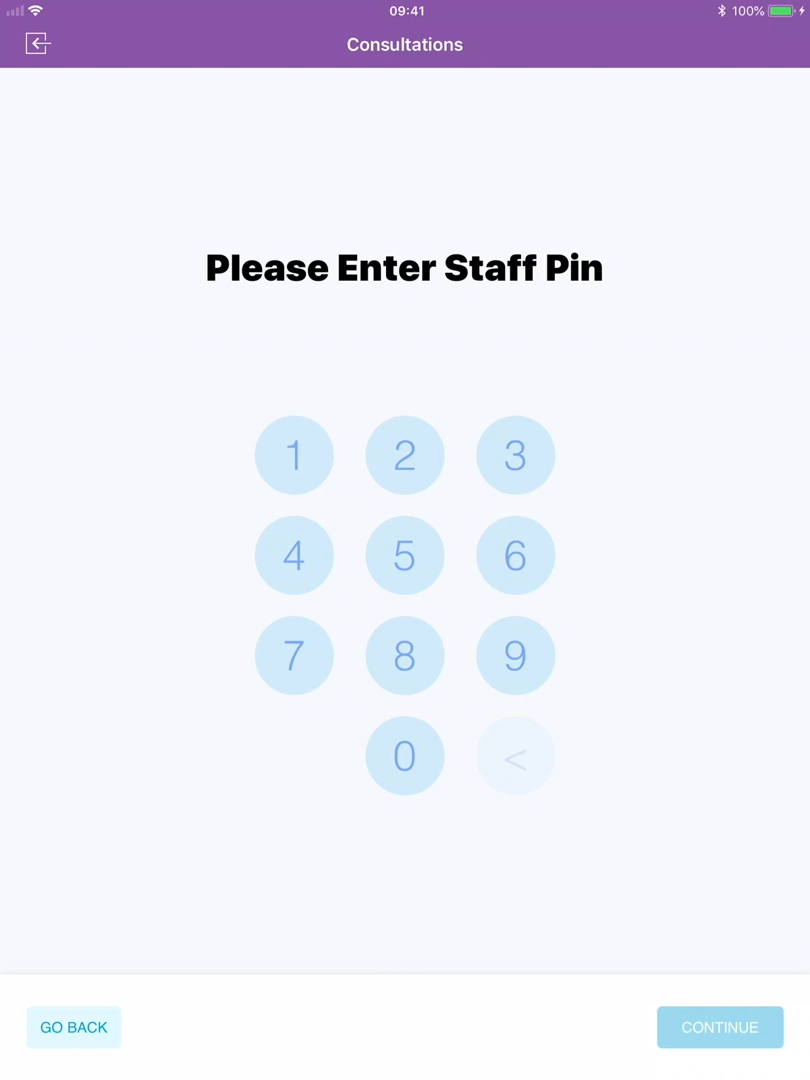 09:41
100%
Consultations
Please Enter Staff Pin
1 2 3
4 5 6
7 8 9
0 <
GO BACK
CONTINUE